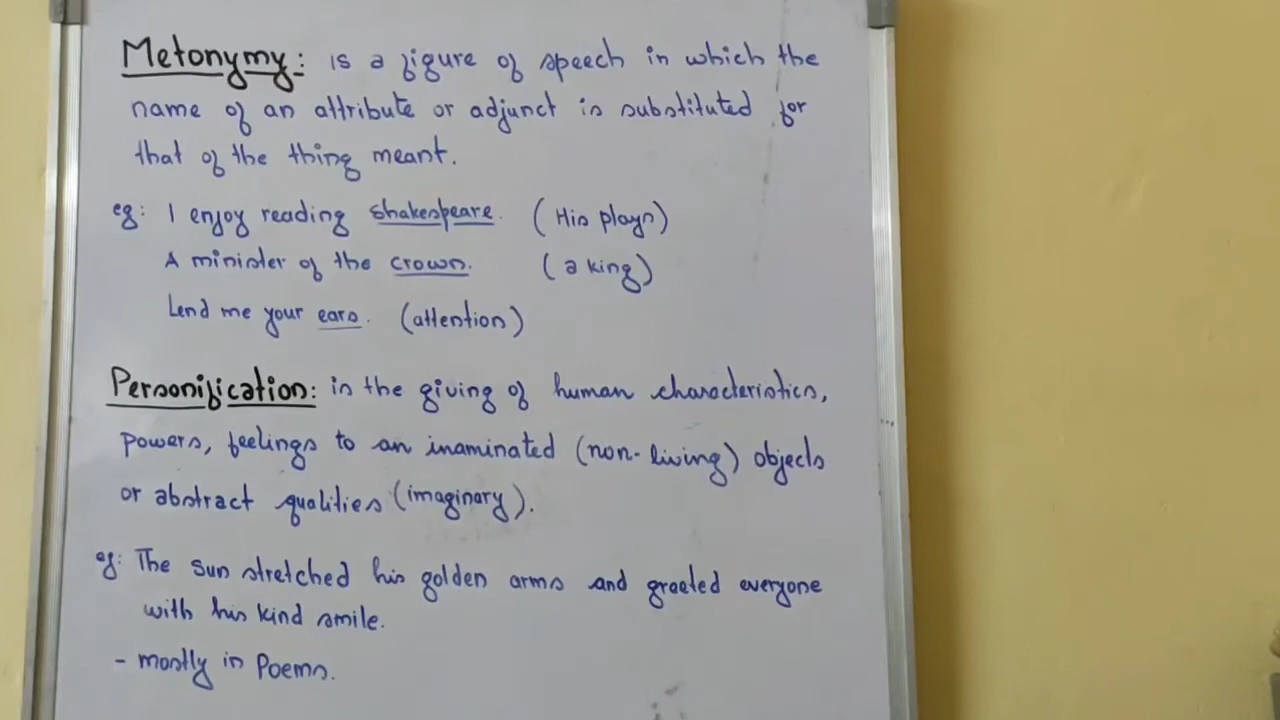 Metonymy: is a figure of speech in which the
name of an attribute or adjunct is substituted for
that of the thing meant.
eg: I enjoy reading shakespeare. (His plays)
A minister of the crown. (a king)
Lend me your ears. (attention)
Personification: is the giving of human characteristics,
powers, feelings to an inaminated (non-living) objects
or abstract qualities (imaginary).
eg: The sun stretched his golden arms and greeted everyone
with his kind smile.
- mostly in Poems.